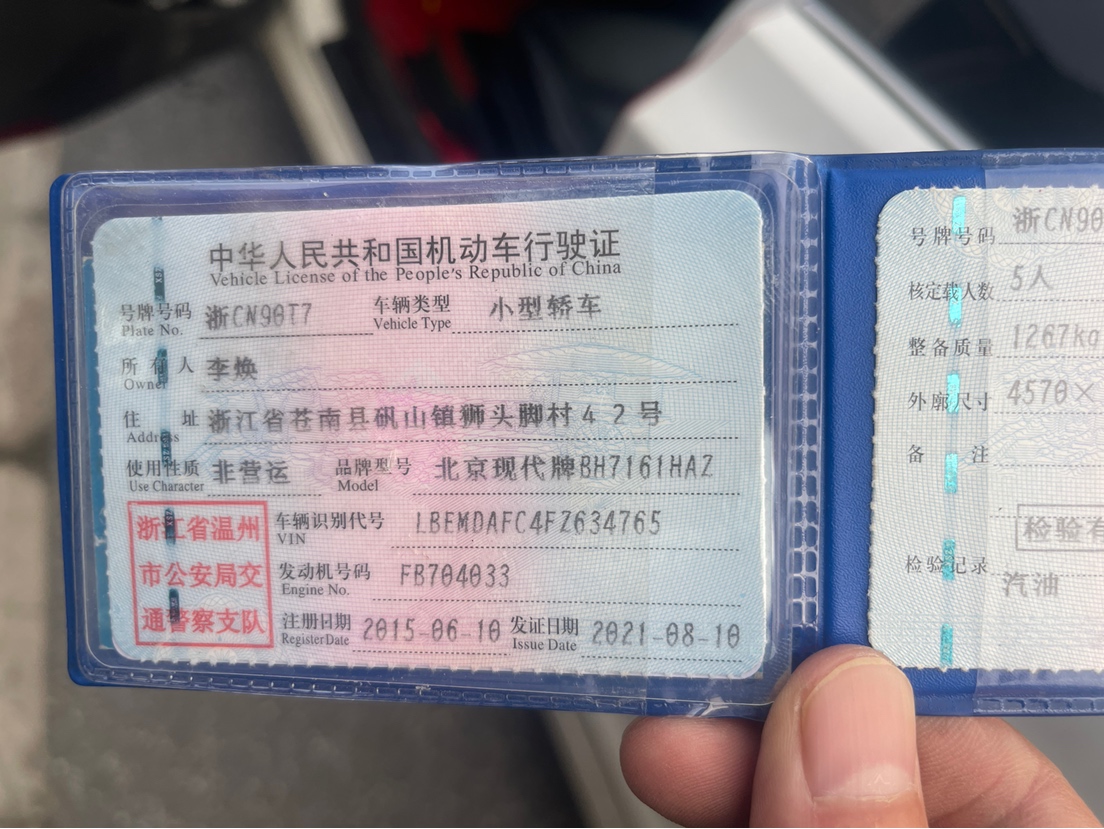 中华人民共和国机动车行驶证
Vehicle License of the People's Republic of China
号牌号码 浙CN90T7 车辆类型 小型轿车
Plate No. Vehicle Type
所有人 李焕
Owner
住址 浙江省苍南县矾山镇狮头脚村42号
Address
使用性质 非营运 品牌型号 北京现代牌BH7161HAZ
Use Character Model
浙江省温州
市公安局交
通警察支队
车辆识别代号 LBEMDAFC4FZ634765
VIN
发动机号码 FB704033
Engine No.
注册日期 2015-06-10 发证日期 2021-08-10
Register Date Issue Date
号牌号码 浙CN90
核定载人数 5人
整备质量 1267kg
外廓尺寸 4570×
备注
检验有
检验记录
汽油